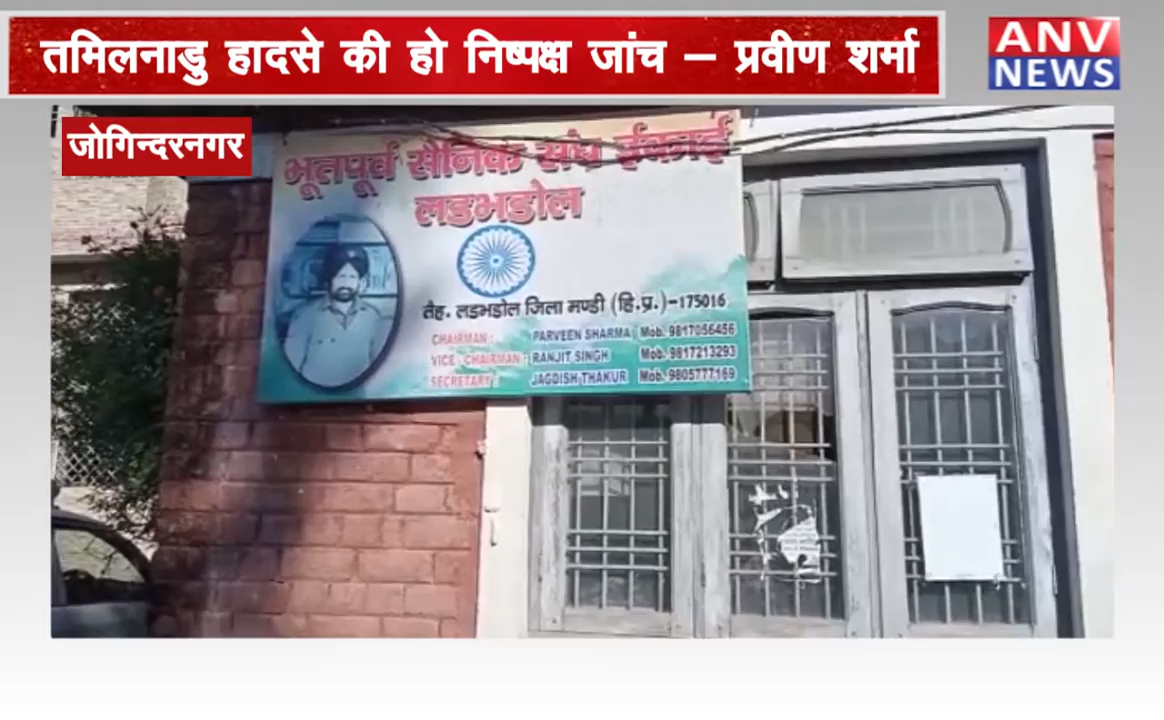 तमिलनाडु हादसे की हो निष्पक्ष जांच – प्रवीण शर्मा
ANV
NEWS
जोगिन्दरनगर
भूतपूर्व सैनिक संघ ईकाई
लडभडोल
तैह. लडभडोल जिला मण्डी (हि.प्र.)-175016
CHAIRMAN : PARVEEN SHARMA Mob. 9817056456
VICE - CHAIRMAN : RANJIT SINGH Mob. 9817213293
SECRETARY : JAGDISH THAKUR Mob. 9805777169